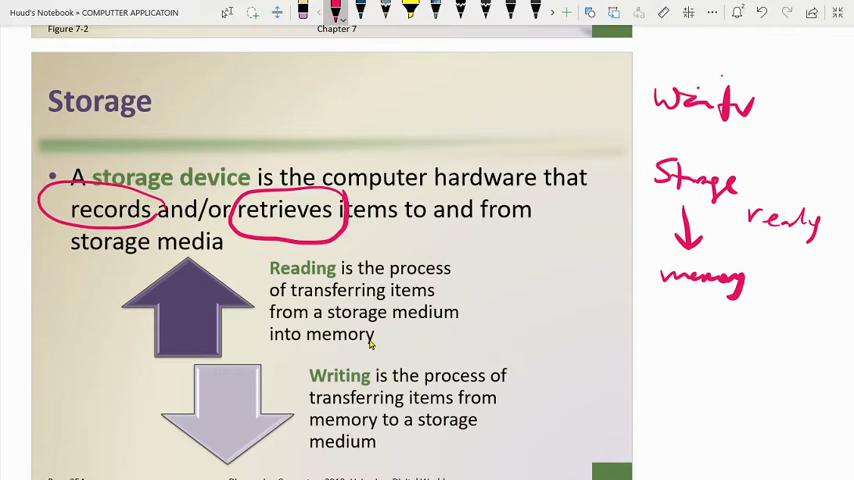 Huud's Notebook » COMPUTTER APPLICATOIN
Figure 7-2
Chapter 7
Storage
• A storage device is the computer hardware that
records and/or retrieves items to and from
storage media
Reading is the process
of transferring items
from a storage medium
into memory
Writing is the process of
transferring items from
memory to a storage
medium
Storage
memory